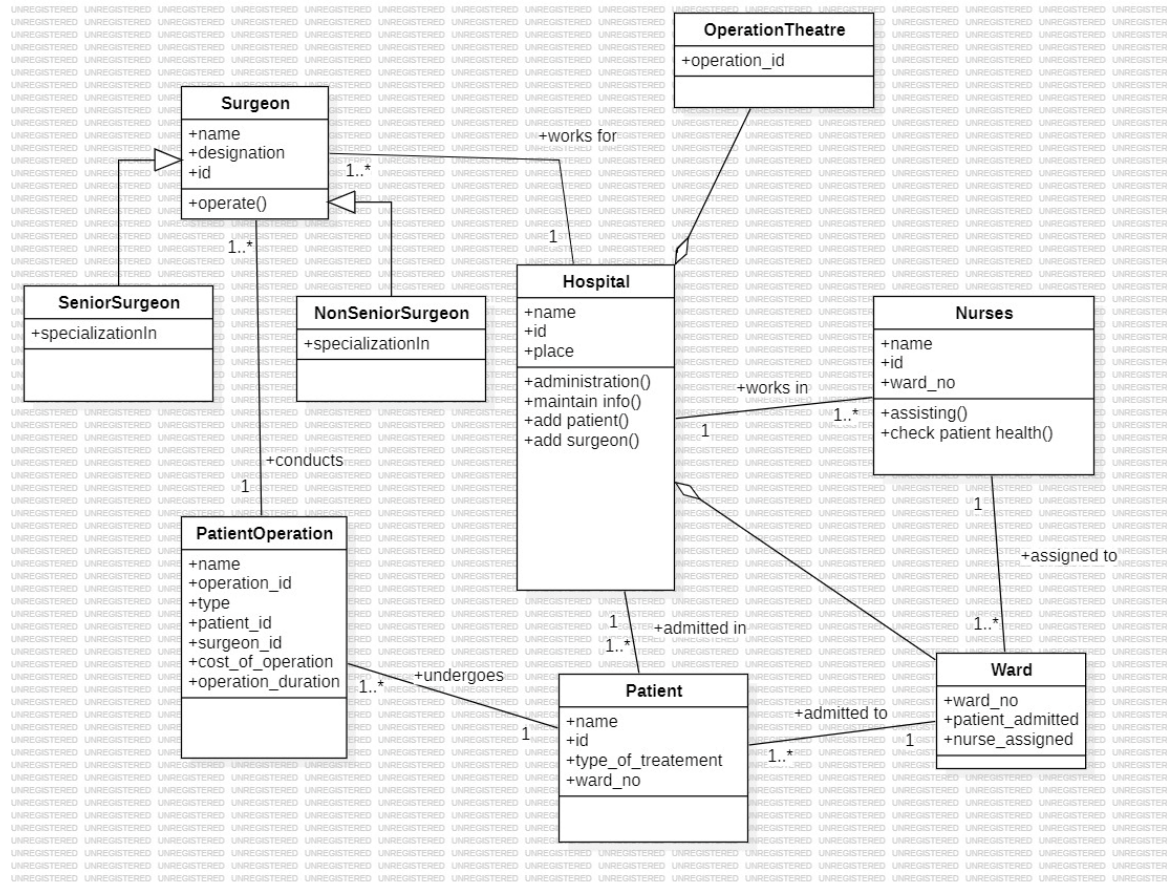 OperationTheatre
+operation_id
Surgeon
+name
+designation
+id
+operate()
+works for
1..*
1
1..*
SeniorSurgeon
+specializationIn
NonSeniorSurgeon
+specializationIn
Hospital
+name
+id
+place
+administration()
+maintain info()
+add patient()
+add surgeon()
Nurses
+name
+id
+ward_no
+assisting()
+check patient health()
+works in
1
1..*
+conducts
1
1
+assigned to
1..*
PatientOperation
+name
+operation_id
+type
+patient_id
+surgeon_id
+cost_of_operation
+operation_duration
1
+admitted in
1..*
+undergoes
1..*
1
Patient
+name
+id
+type_of_treatement
+ward_no
+admitted to
1..*
1
Ward
+ward_no
+patient_admitted
+nurse_assigned
UNREGISTERED